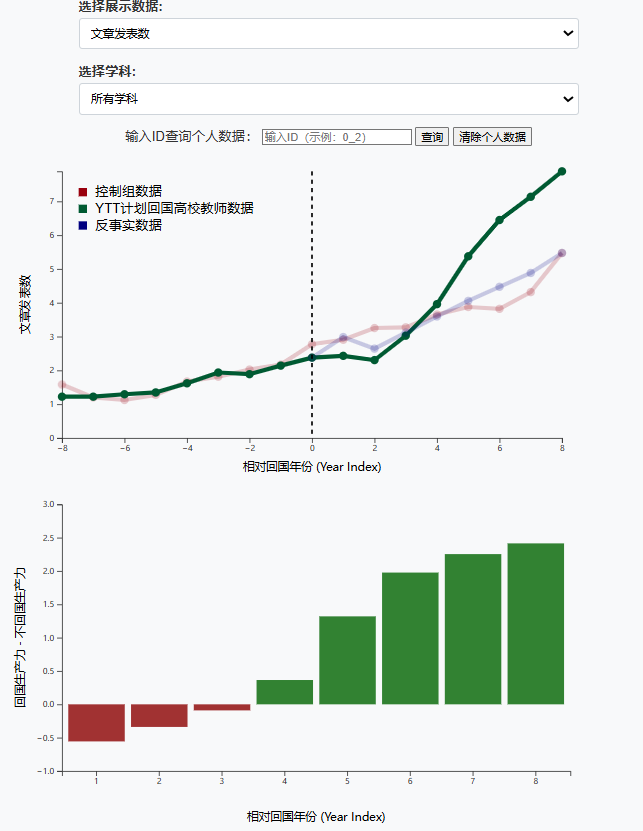 选择展示数据:
文章发表数
选择学科:
所有学科
输入ID查询个人数据: 输入ID（示例：0_2） 查询 清除个人数据
控制组数据
YTT计划回国高校教师数据
反事实数据
文章发表数
7
6
5
4
3
2
1
0
−8 −6 −4 −2 0 2 4 6 8
相对回国年份 (Year Index)
回国生产力 - 不回国生产力
3.0
2.5
2.0
1.5
1.0
0.5
0.0
−0.5
−1.0
1 2 3 4 5 6 7 8
相对回国年份 (Year Index)